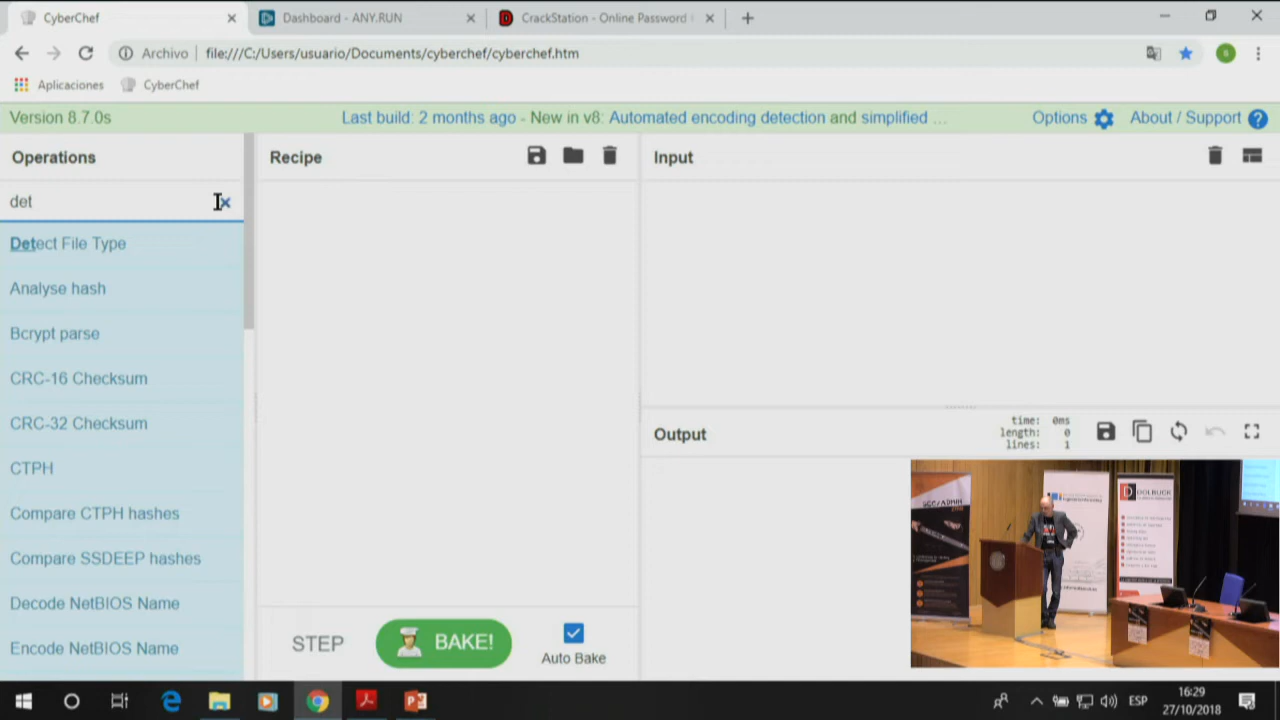 CyberChef
Dashboard - ANY.RUN
CrackStation - Online Password
Archivo
file:///C:/Users/usuario/Documents/cyberchef/cyberchef.htm
Aplicaciones
CyberChef
Version 8.7.0s
Last build: 2 months ago - New in v8: Automated encoding detection and simplified ...
Options
About / Support
Operations
Recipe
Input
det
Detect File Type
Analyse hash
Bcrypt parse
CRC-16 Checksum
CRC-32 Checksum
CTPH
Compare CTPH hashes
Compare SSDEEP hashes
Decode NetBIOS Name
Encode NetBIOS Name
STEP
BAKE!
Auto Bake
Output
time: 0ms
length: 0
lines: 1
DOLBUCK
ESP
16:29
27/10/2018